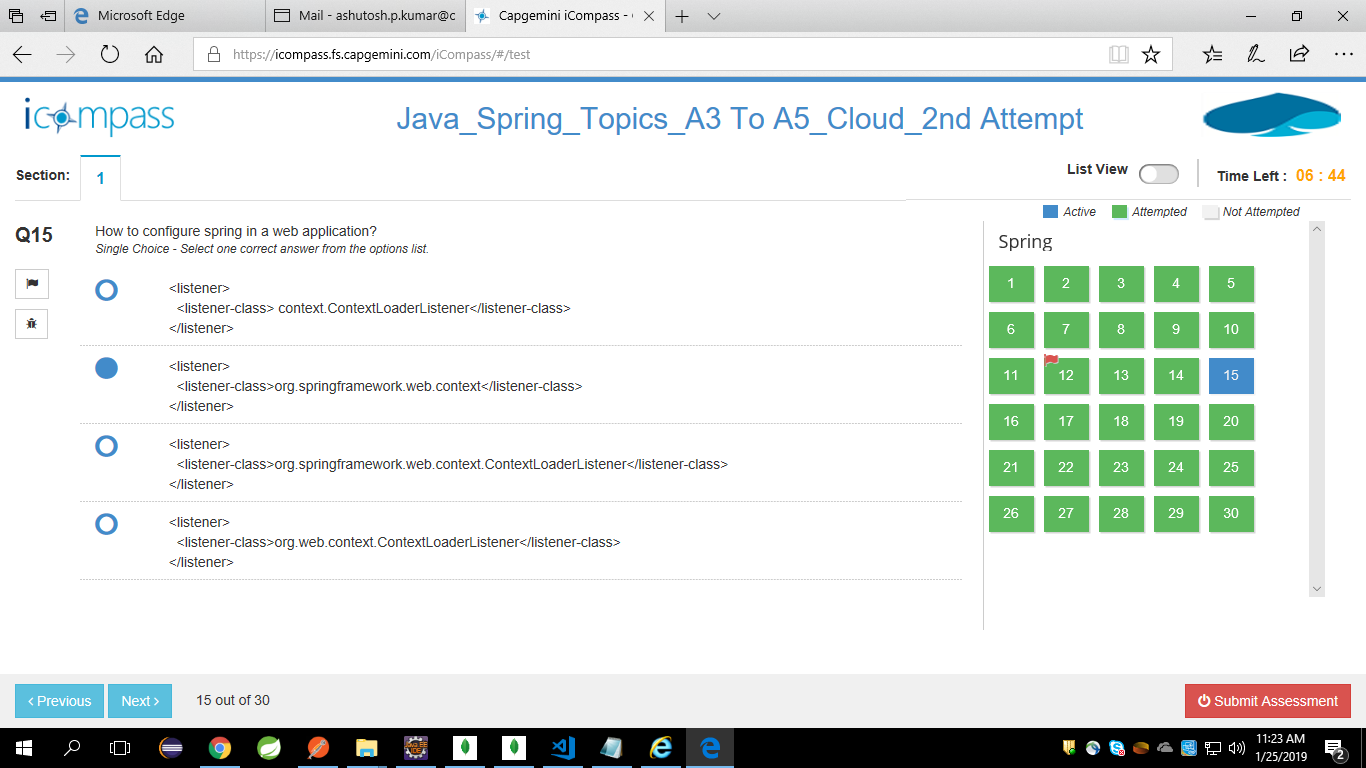 Microsoft Edge
Mail - ashutosh.p.kumar@c
Capgemini iCompass -
https://icompass.fs.capgemini.com/iCompass/#/test
icompass
Java_Spring_Topics_A3 To A5_Cloud_2nd Attempt
Section:
1
List View
Time Left : 06 : 44
Active Attempted Not Attempted
Q15
How to configure spring in a web application?
Single Choice - Select one correct answer from the options list.
<listener>
<listener-class> context.ContextLoaderListener</listener-class>
</listener>
<listener>
<listener-class>org.springframework.web.context</listener-class>
</listener>
<listener>
<listener-class>org.springframework.web.context.ContextLoaderListener</listener-class>
</listener>
<listener>
<listener-class>org.web.context.ContextLoaderListener</listener-class>
</listener>
Spring
1 2 3 4 5
6 7 8 9 10
11 12 13 14 15
16 17 18 19 20
21 22 23 24 25
26 27 28 29 30
Previous
Next
15 out of 30
Submit Assessment
Java EE
IDE
11:23 AM
1/25/2019
2